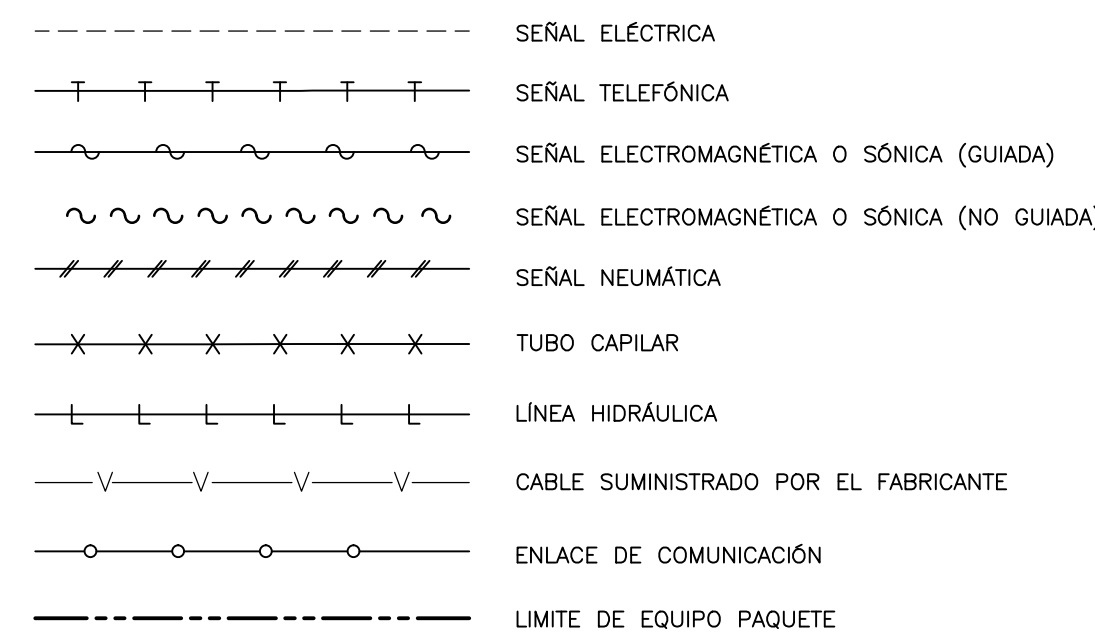 SEÑAL ELÉCTRICA
T T T T T T
SEÑAL TELEFÓNICA
SEÑAL ELECTROMAGNÉTICA O SÓNICA (GUIADA)
SEÑAL ELECTROMAGNÉTICA O SÓNICA (NO GUIADA)
SEÑAL NEUMÁTICA
X X X X X X
TUBO CAPILAR
L L L L L L
LÍNEA HIDRÁULICA
V V V V
CABLE SUMINISTRADO POR EL FABRICANTE
ENLACE DE COMUNICACIÓN
LIMITE DE EQUIPO PAQUETE